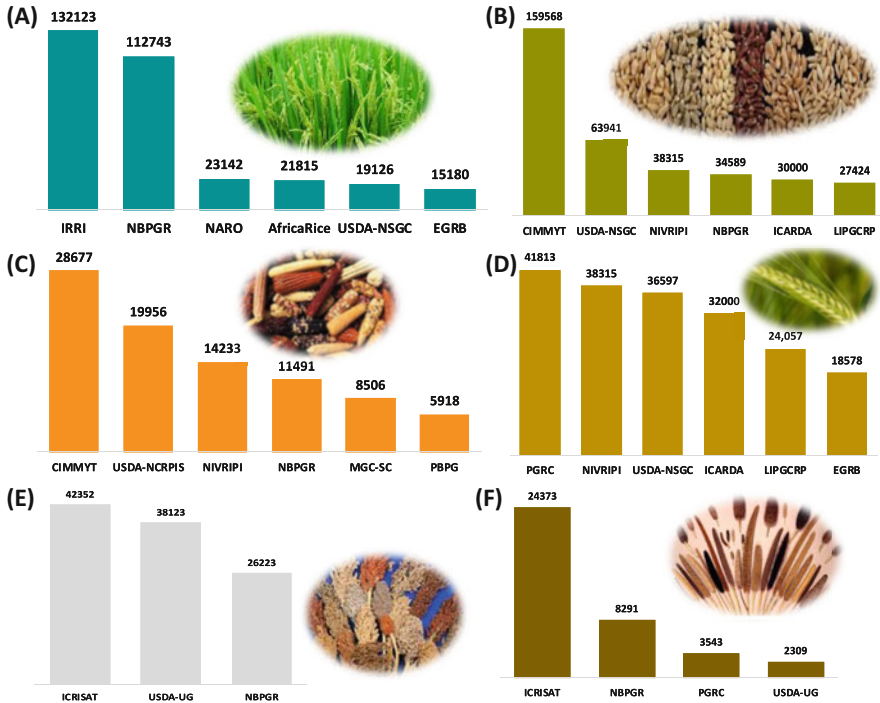 (A)
132123
112743
23142
21815
19126
15180
IRRI NBPGR NARO AfricaRice USDA-NSGC EGRB
(B)
159568
63941
38315
34589
30000
27424
CIMMYT USDA-NSGC NIVRIPI NBPGR ICARDA LIPGCRP
(C)
28677
19956
14233
11491
8506
5918
CIMMYT USDA-NCRPIS NIVRIPI NBPGR MGC-SC PBPG
(D)
41813
38315
36597
32000
24,057
18578
PGRC NIVRIPI USDA-NSGC ICARDA LIPGCRP EGRB
(E)
42352
38123
26223
ICRISAT USDA-UG NBPGR
(F)
24373
8291
3543
2309
ICRISAT NBPGR PGRC USDA-UG